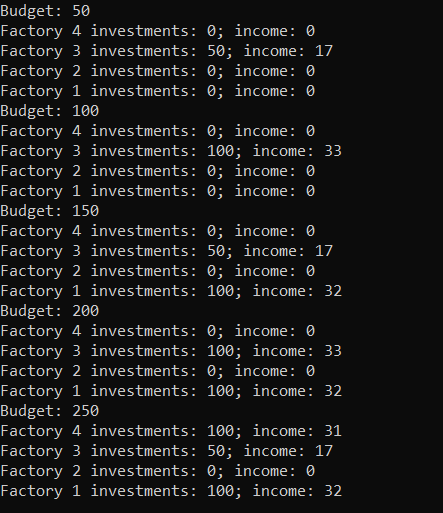 Budget: 50
Factory 4 investments: 0; income: 0
Factory 3 investments: 50; income: 17
Factory 2 investments: 0; income: 0
Factory 1 investments: 0; income: 0
Budget: 100
Factory 4 investments: 0; income: 0
Factory 3 investments: 100; income: 33
Factory 2 investments: 0; income: 0
Factory 1 investments: 0; income: 0
Budget: 150
Factory 4 investments: 0; income: 0
Factory 3 investments: 50; income: 17
Factory 2 investments: 0; income: 0
Factory 1 investments: 100; income: 32
Budget: 200
Factory 4 investments: 0; income: 0
Factory 3 investments: 100; income: 33
Factory 2 investments: 0; income: 0
Factory 1 investments: 100; income: 32
Budget: 250
Factory 4 investments: 100; income: 31
Factory 3 investments: 50; income: 17
Factory 2 investments: 0; income: 0
Factory 1 investments: 100; income: 32